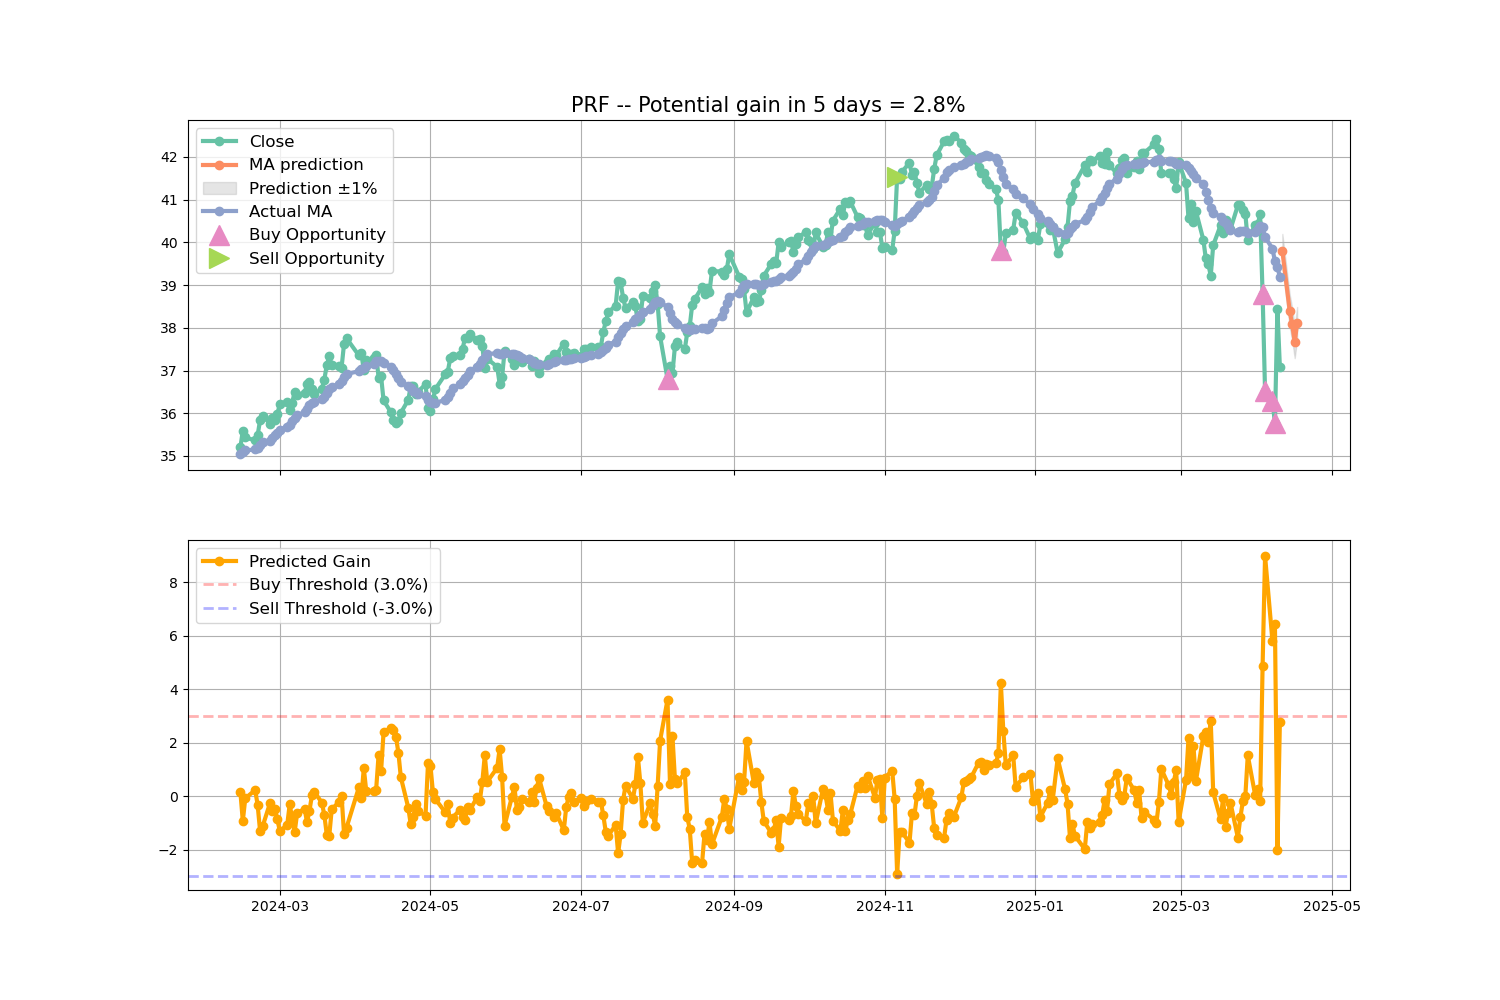 PRF -- Potential gain in 5 days = 2.8%
Close
MA prediction
Prediction ±1%
Actual MA
Buy Opportunity
Sell Opportunity
42
41
40
39
38
37
36
35
Predicted Gain
Buy Threshold (3.0%)
Sell Threshold (-3.0%)
8
6
4
2
0
−2
2024-03 2024-05 2024-07 2024-09 2024-11 2025-01 2025-03 2025-05